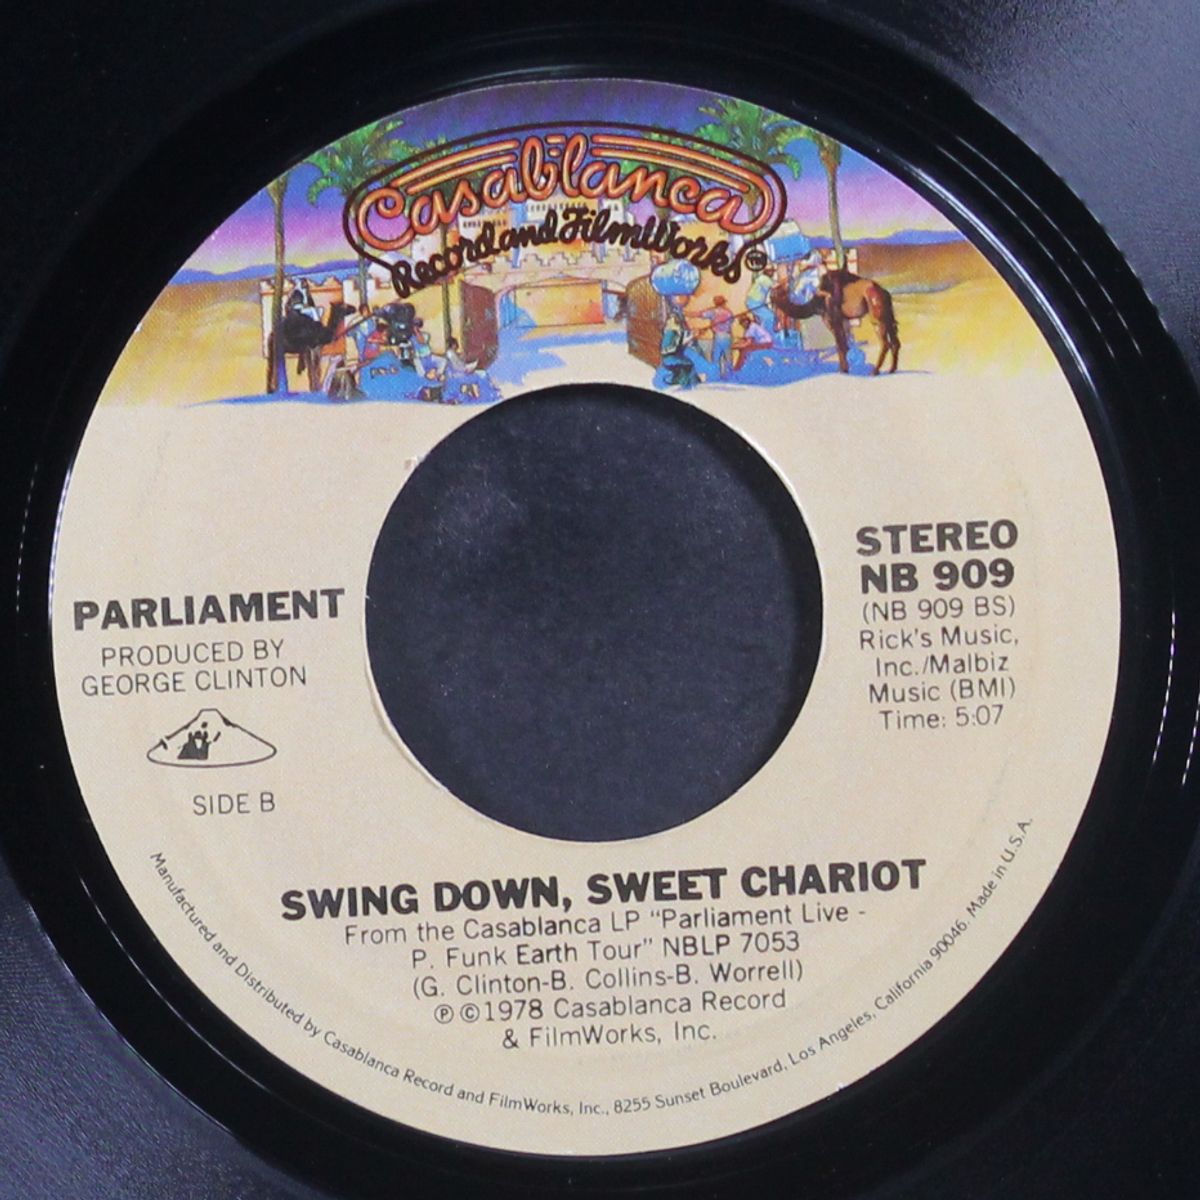 Casablanca
Record and FilmWorks
TM
STEREO
NB 909
(NB 909 BS)
Rick's Music,
Inc./Malbiz
Music (BMI)
Time: 5:07
PARLIAMENT
PRODUCED BY
GEORGE CLINTON
SIDE B
SWING DOWN, SWEET CHARIOT
From the Casablanca LP "Parliament Live -
P. Funk Earth Tour" NBLP 7053
(G. Clinton-B. Collins-B. Worrell)
℗ © 1978 Casablanca Record
& FilmWorks, Inc.
Manufactured and Distributed by Casablanca Record and FilmWorks, Inc., 8255 Sunset Boulevard, Los Angeles, California 90046. Made in U.S.A.